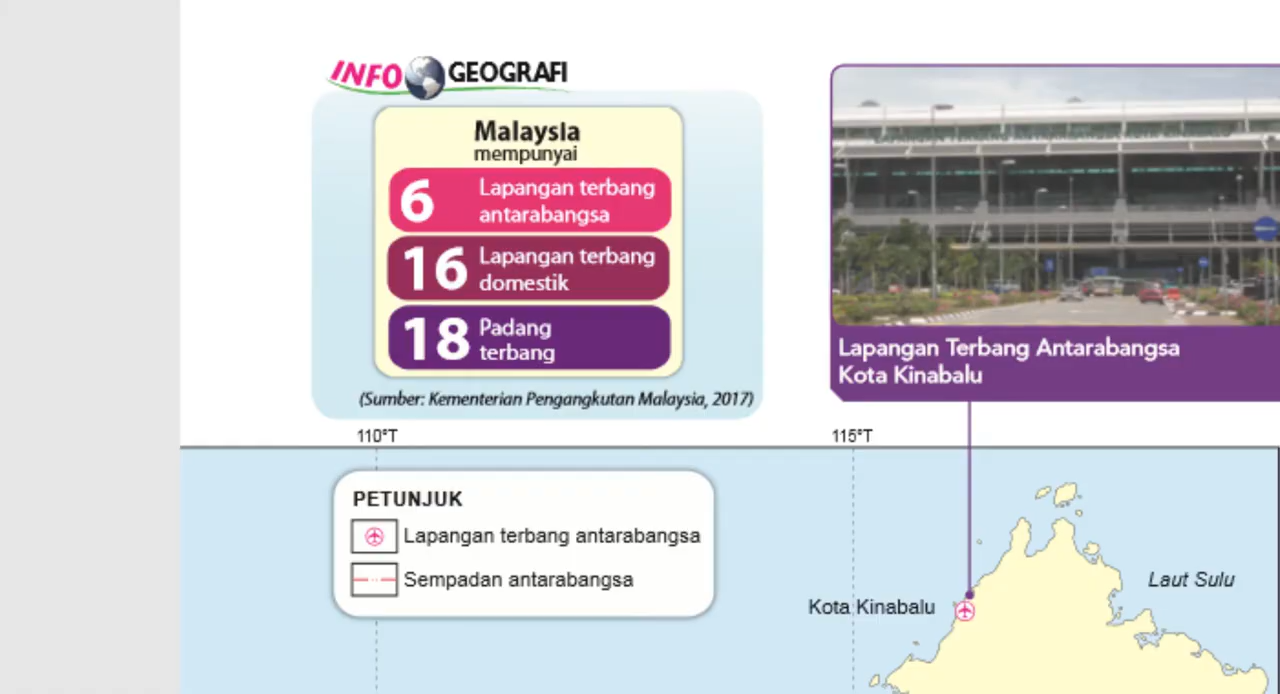 INFO GEOGRAFI
Malaysia
mempunyai
6 Lapangan terbang
antarabangsa
16 Lapangan terbang
domestik
18 Padang
terbang
(Sumber: Kementerian Pengangkutan Malaysia, 2017)
Lapangan Terbang Antarabangsa
Kota Kinabalu
110°T
115°T
PETUNJUK
Lapangan terbang antarabangsa
Sempadan antarabangsa
Laut Sulu
Kota Kinabalu